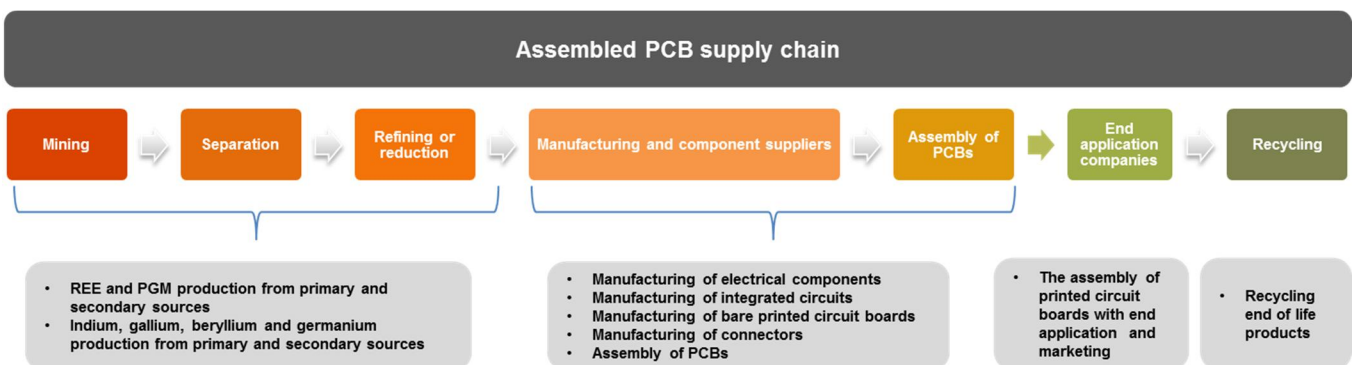 Assembled PCB supply chain
Mining
Separation
Refining or
reduction
Manufacturing and component suppliers
Assembly of
PCBs
End
application
companies
Recycling
• REE and PGM production from primary and
secondary sources
• Indium, gallium, beryllium and germanium
production from primary and secondary sources
• Manufacturing of electrical components
• Manufacturing of integrated circuits
• Manufacturing of bare printed circuit boards
• Manufacturing of connectors
• Assembly of PCBs
• The assembly of
printed circuit
boards with end
application and
marketing
• Recycling
end of life
products